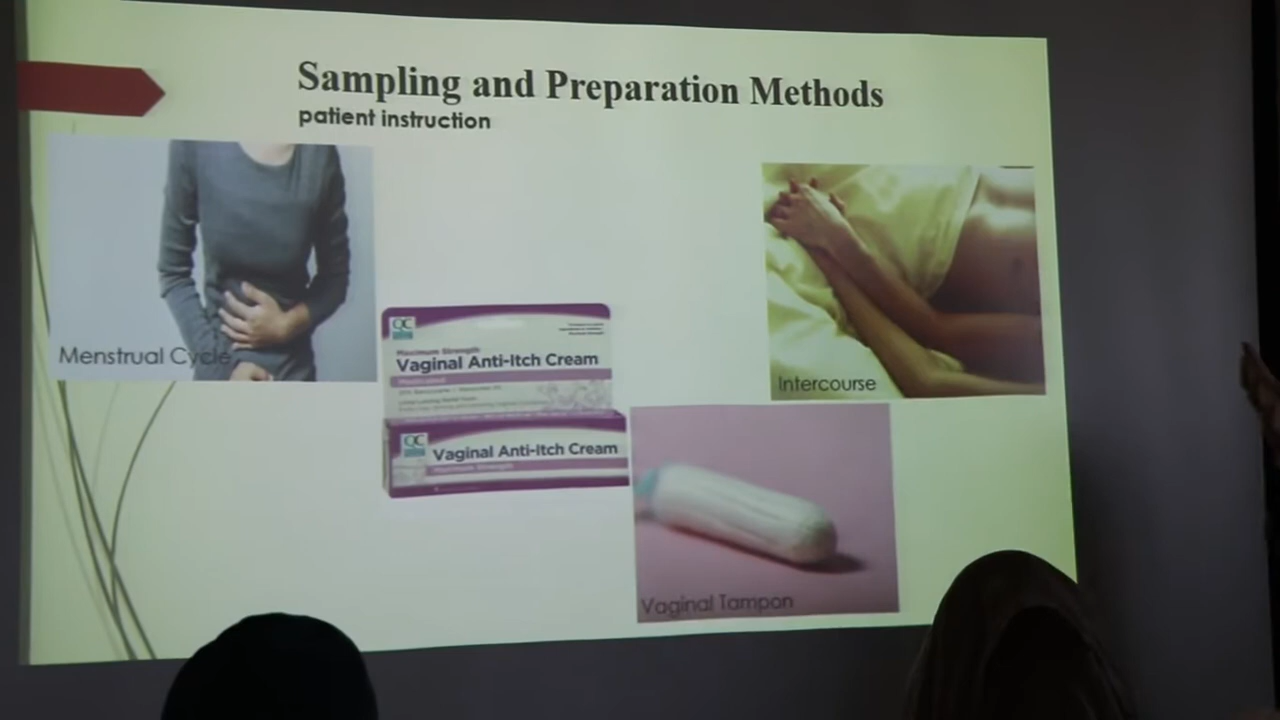 Sampling and Preparation Methods
patient instruction
Menstrual Cycle
QC
Maximum Strength
Vaginal Anti-Itch Cream
QC
Vaginal Anti-Itch Cream
Maximum Strength
Intercourse
Vaginal Tampon